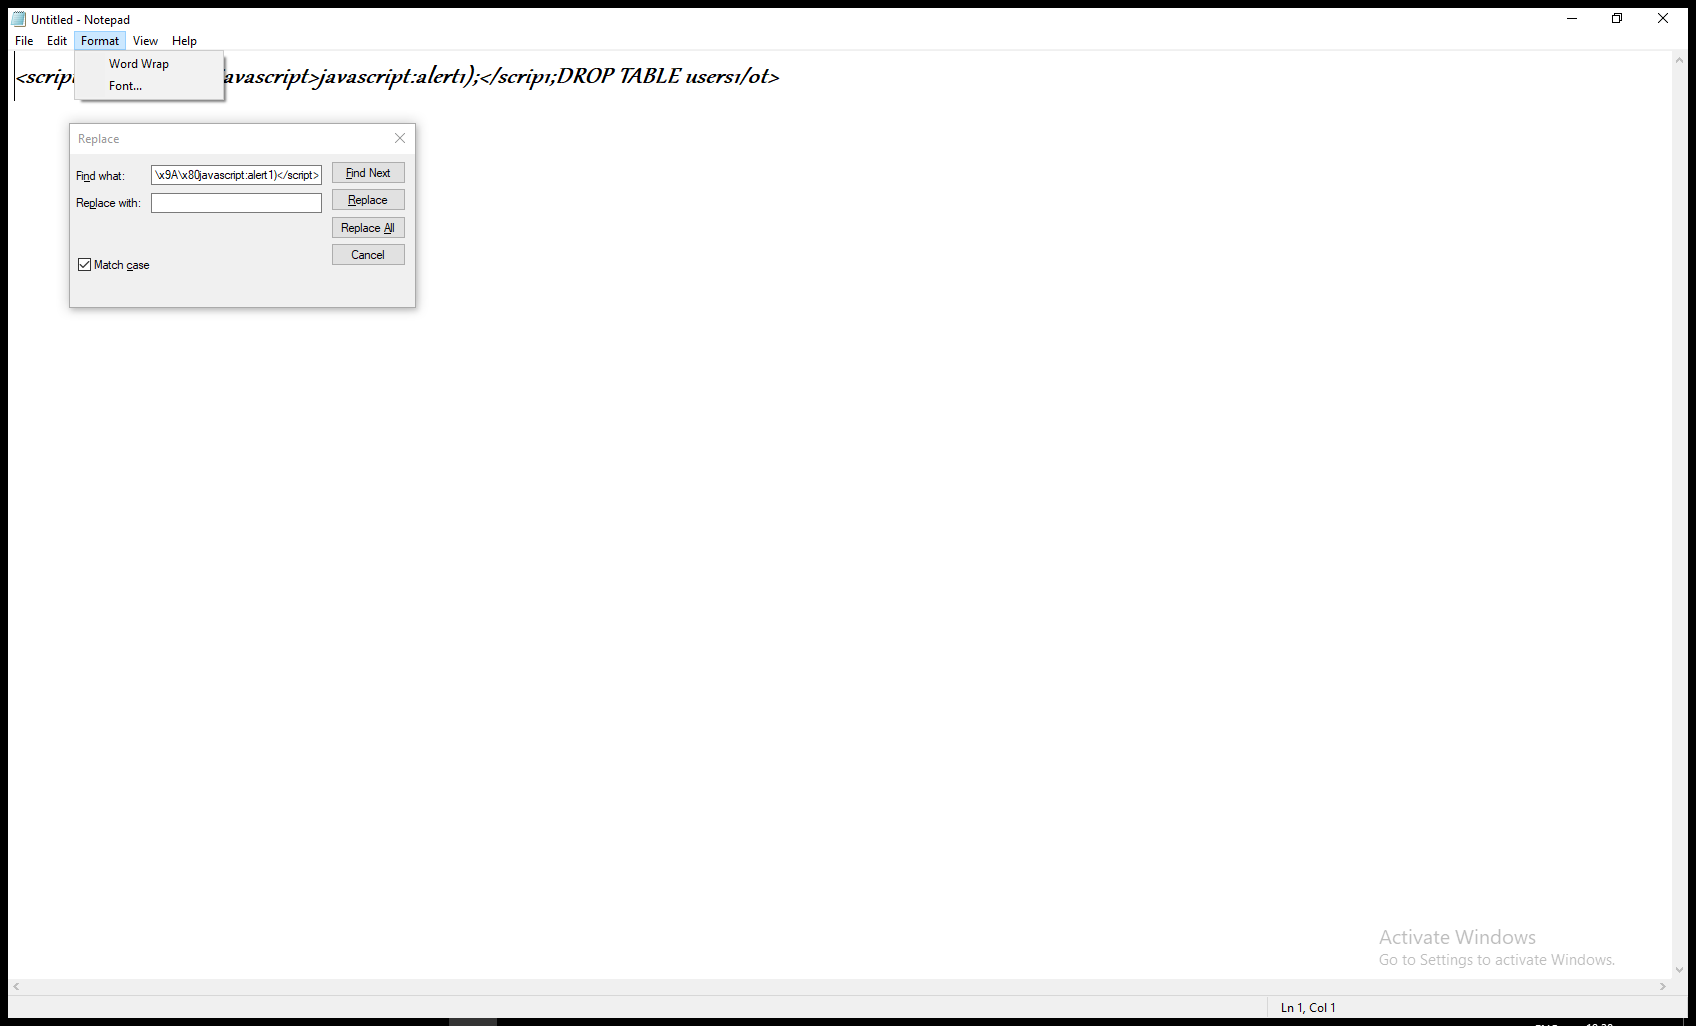 Untitled - Notepad
File Edit Format View Help
Word Wrap
Font...
<script avascript>javascript:alert1);</scrip1;DROP TABLE users1/ot>
Replace
Find what: \x9A\x80javascript:alert1)</script> Find Next
Replace with: Replace
Replace All
Cancel
Match case
Activate Windows
Go to Settings to activate Windows.
Ln 1, Col 1